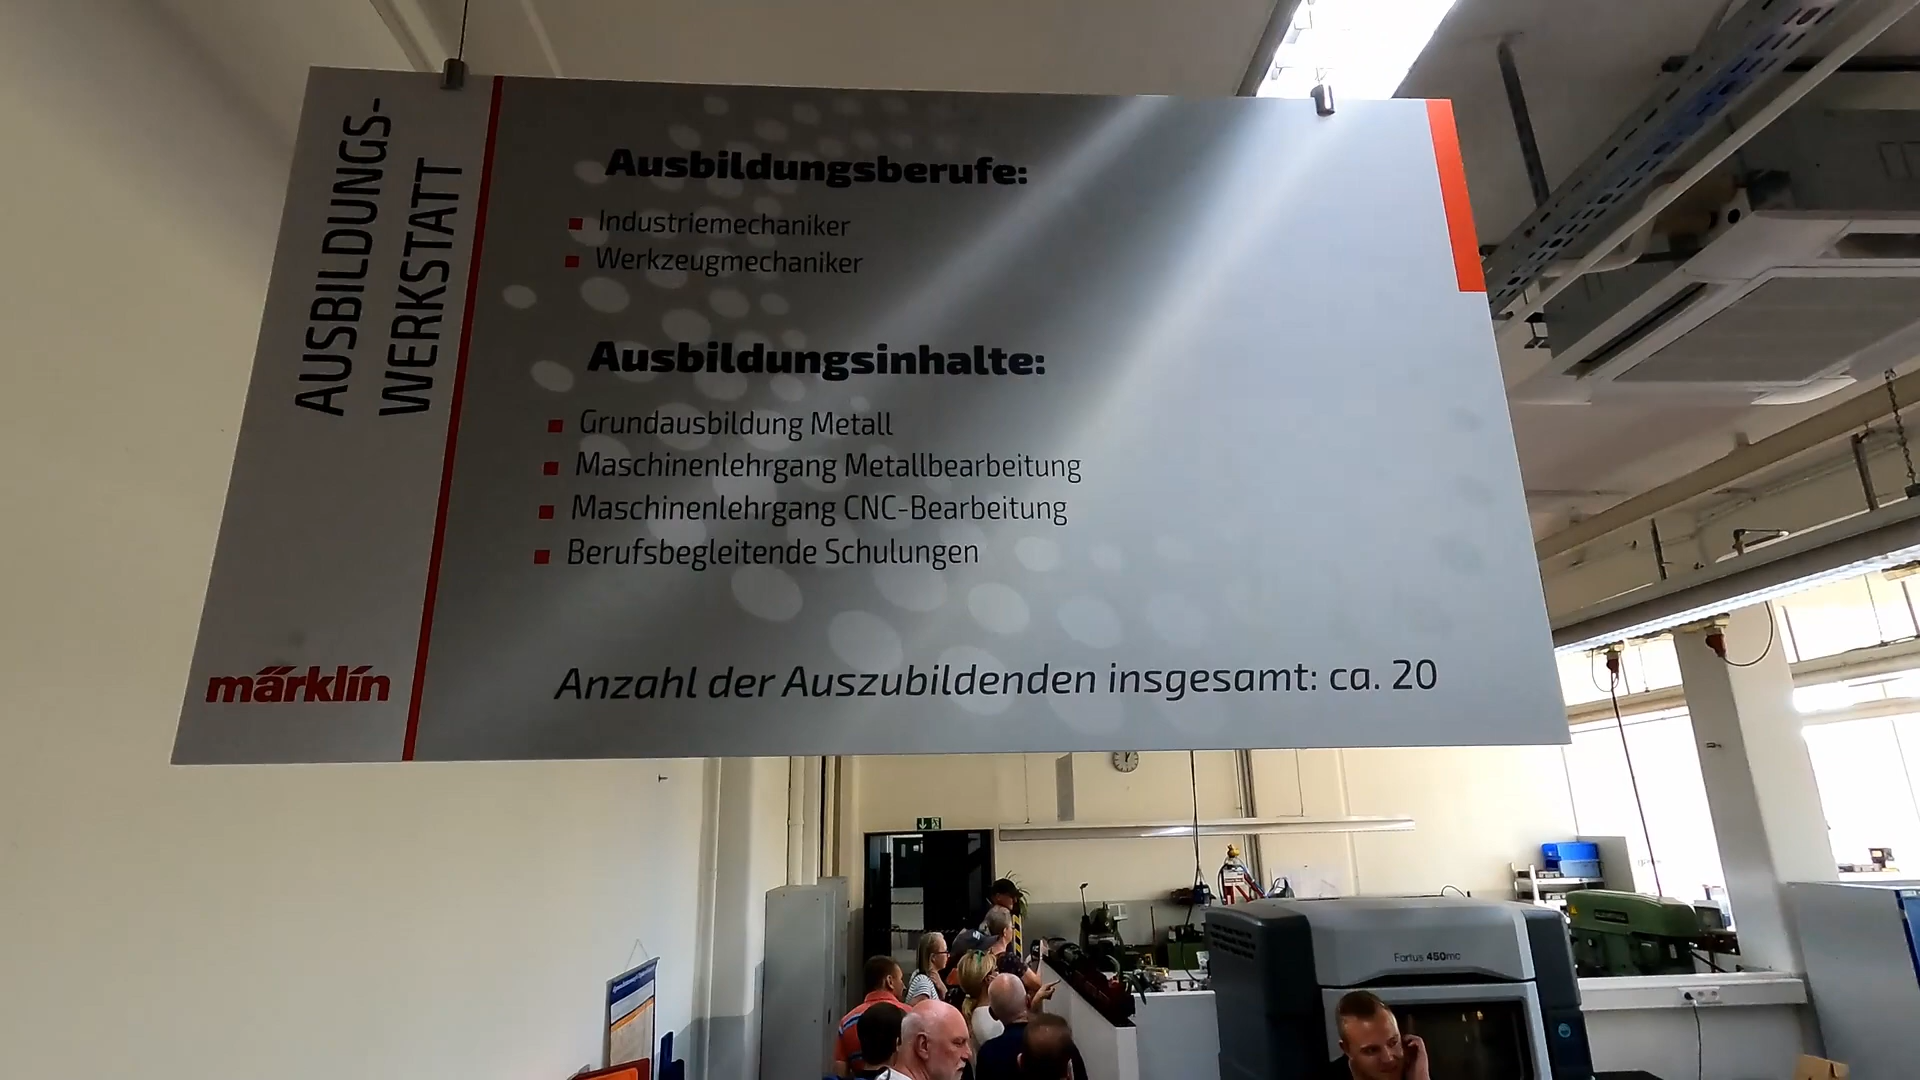 AUSBILDUNGS-
WERKSTATT
märklin
Ausbildungsberufe:
Industriemechaniker
Werkzeugmechaniker
Ausbildungsinhalte:
Grundausbildung Metall
Maschinenlehrgang Metallbearbeitung
Maschinenlehrgang CNC-Bearbeitung
Berufsbegleitende Schulungen
Anzahl der Auszubildenden insgesamt: ca. 20
Fortus 450mc